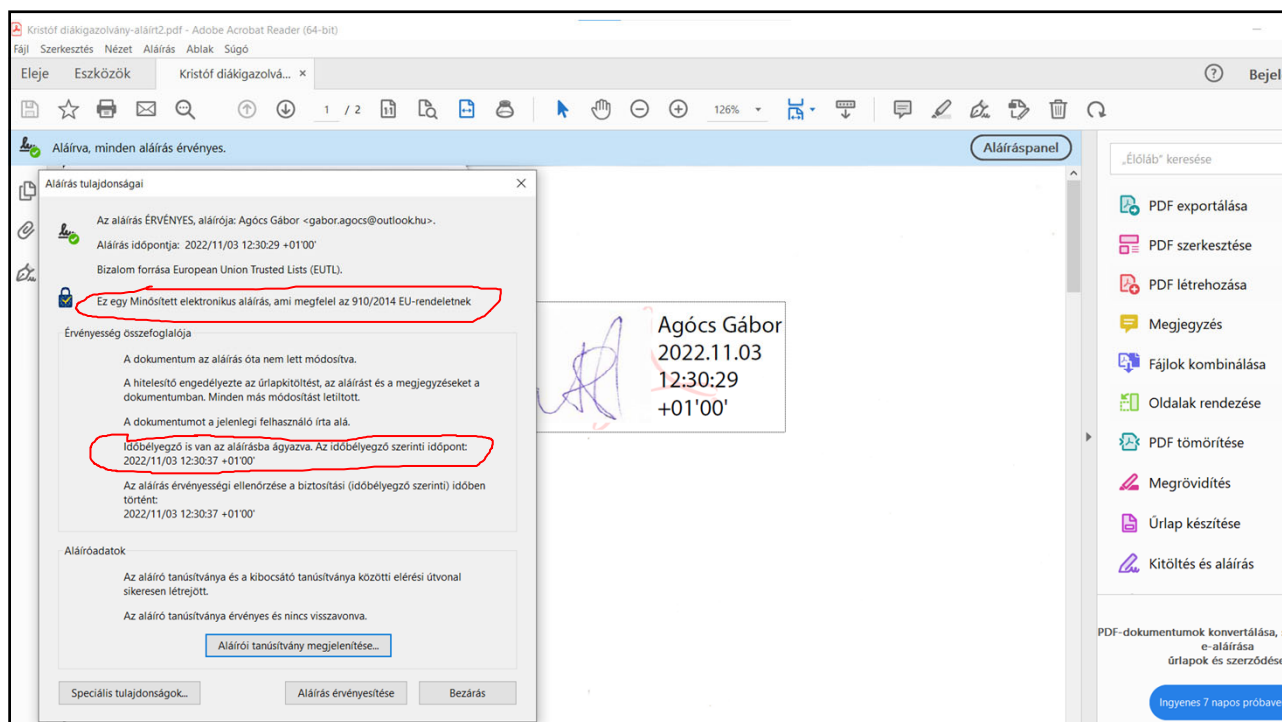 Kristóf diákigazolvány-aláírt2.pdf - Adobe Acrobat Reader (64-bit)
Fájl Szerkesztés Nézet Aláírás Ablak Súgó
Eleje Eszközök Kristóf diákigazolvá... × ? Bejel
1 / 2 126%
Aláírva, minden aláírás érvényes. Aláíráspanel
Aláírás tulajdonságai
Az aláírás ÉRVÉNYES, aláírója: Agócs Gábor <gabor.agocs@outlook.hu>.
Aláírás időpontja: 2022/11/03 12:30:29 +01'00'
Bizalom forrása European Union Trusted Lists (EUTL).
Ez egy Minősített elektronikus aláírás, ami megfelel az 910/2014 EU-rendeletnek
Érvényesség összefoglalója
A dokumentum az aláírás óta nem lett módosítva.
A hitelesítő engedélyezte az űrlapkitöltést, az aláírást és a megjegyzéseket a
dokumentumban. Minden más módosítást letiltott.
A dokumentumot a jelenlegi felhasználó írta alá.
Időbélyegző is van az aláírásba ágyazva. Az időbélyegző szerinti időpont:
2022/11/03 12:30:37 +01'00'
Az aláírás érvényességi ellenőrzése a biztosítási (időbélyegző szerinti) időben
történt:
2022/11/03 12:30:37 +01'00'
Aláíróadatok
Az aláíró tanúsítványa és a kibocsátó tanúsítványa közötti elérési útvonal
sikeresen létrejött.
Az aláíró tanúsítványa érvényes és nincs visszavonva.
Aláírói tanúsítvány megjelenítése...
Speciális tulajdonságok... Aláírás érvényesítése Bezárás
Agócs Gábor
2022.11.03
12:30:29
+01'00'
„Élőláb" keresése
PDF exportálása
PDF szerkesztése
PDF létrehozása
Megjegyzés
Fájlok kombinálása
Oldalak rendezése
PDF tömörítése
Megrövidítés
Űrlap készítése
Kitöltés és aláírás
PDF-dokumentumok konvertálása,
e-aláírása
űrlapok és szerződése
Ingyenes 7 napos próbave